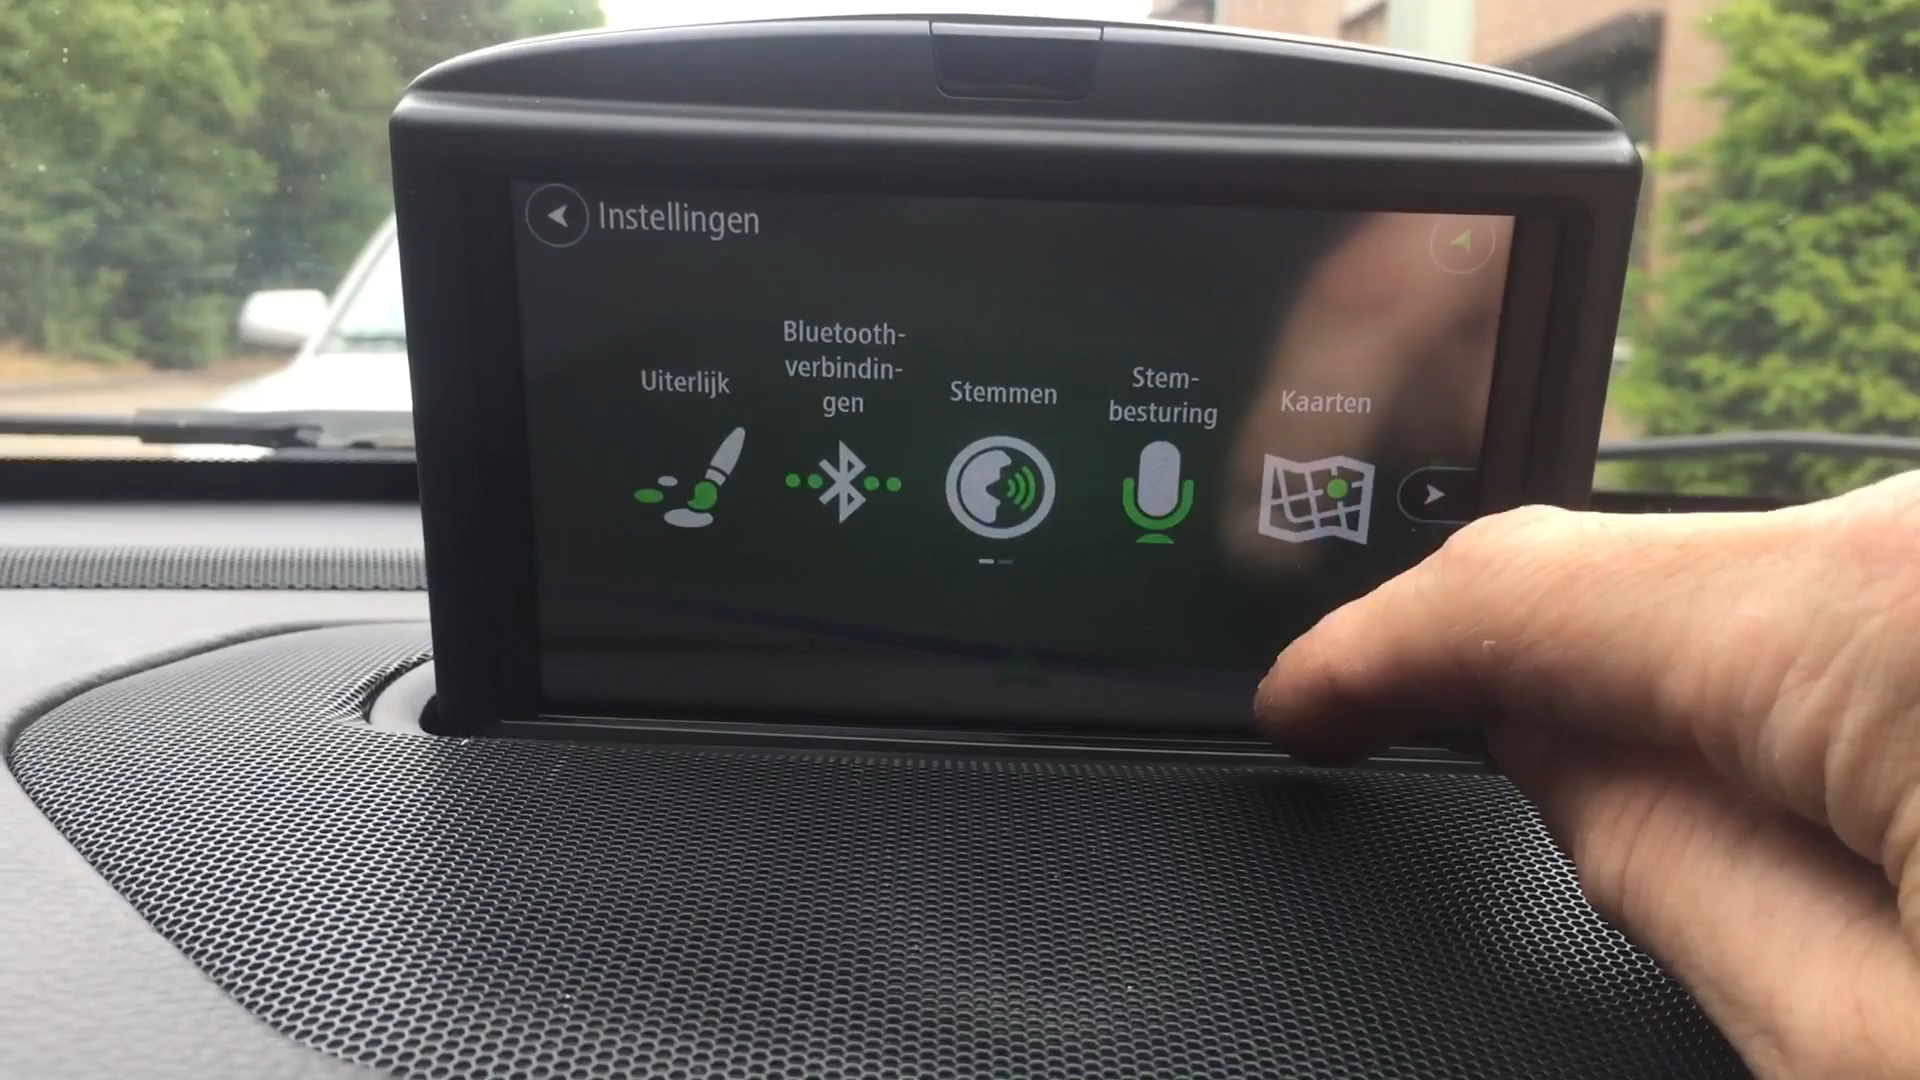 Instellingen
Uiterlijk
Bluetooth-
verbindin-
gen
Stemmen
Stem-
besturing
Kaarten